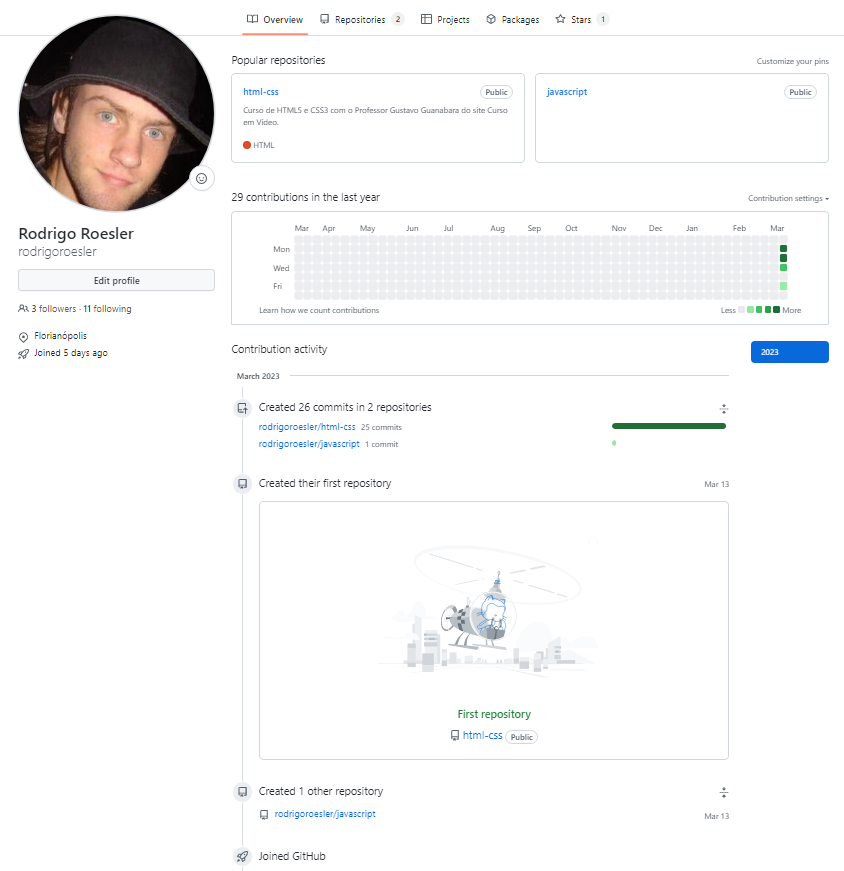 Overview Repositories 2 Projects Packages Stars 1
Popular repositories Customize your pins
html-css Public
Curso de HTML5 e CSS3 com o Professor Gustavo Guanabara do site Curso
em Vídeo.
HTML
javascript Public
Rodrigo Roesler
rodrigoroesler
Edit profile
3 followers · 11 following
Florianópolis
Joined 5 days ago
29 contributions in the last year Contribution settings
Mar Apr May Jun Jul Aug Sep Oct Nov Dec Jan Feb Mar
Mon
Wed
Fri
Learn how we count contributions Less More
Contribution activity 2023
March 2023
Created 26 commits in 2 repositories
rodrigoroesler/html-css 25 commits
rodrigoroesler/javascript 1 commit
Created their first repository Mar 13
First repository
html-css Public
Created 1 other repository
rodrigoroesler/javascript Mar 13
Joined GitHub